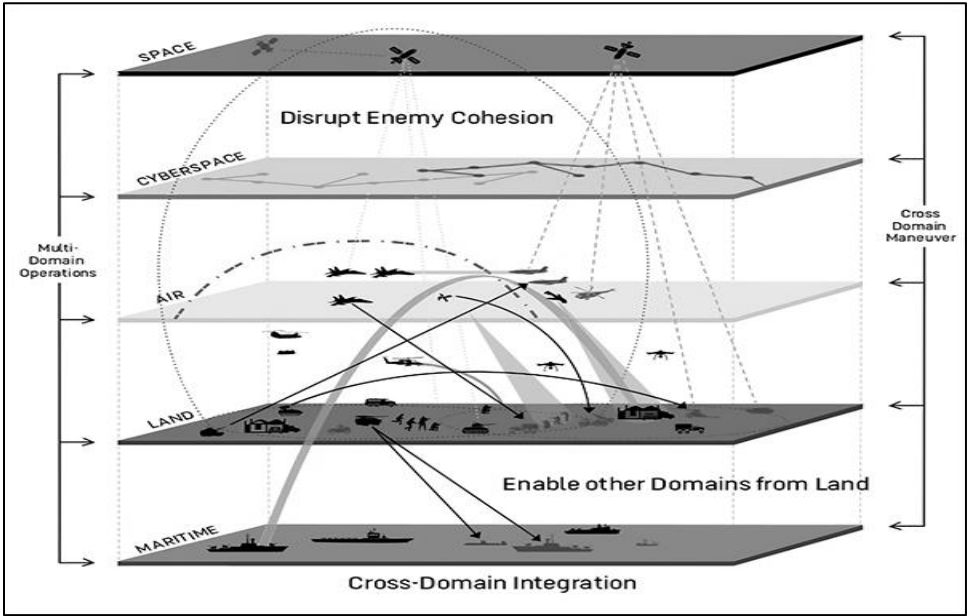 SPACE
Disrupt Enemy Cohesion
CYBERSPACE
Multi-
Domain
Operations
Cross
Domain
Maneuver
AIR
LAND
Enable other Domains from Land
MARITIME
Cross-Domain Integration